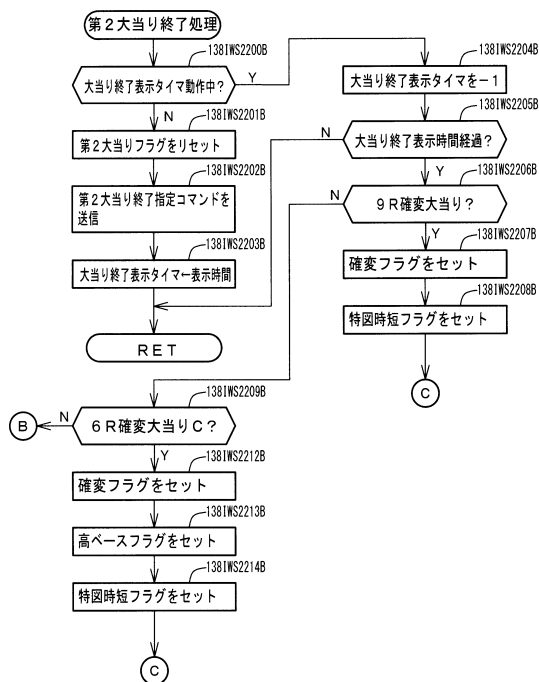 第2大当り終了処理
138IWS2200B
大当り終了表示タイマ動作中?
Y
N
138IWS2201B
第2大当りフラグをリセット
138IWS2202B
第2大当り終了指定コマンドを
送信
138IWS2203B
大当り終了表示タイマ←表示時間
RET
138IWS2204B
大当り終了表示タイマを−1
138IWS2205B
N
大当り終了表示時間経過?
Y
138IWS2206B
N
9R確変大当り?
Y
138IWS2207B
確変フラグをセット
138IWS2208B
特図時短フラグをセット
C
138IWS2209B
B
N
6R確変大当りC?
Y
138IWS2212B
確変フラグをセット
138IWS2213B
高ベースフラグをセット
138IWS2214B
特図時短フラグをセット
C